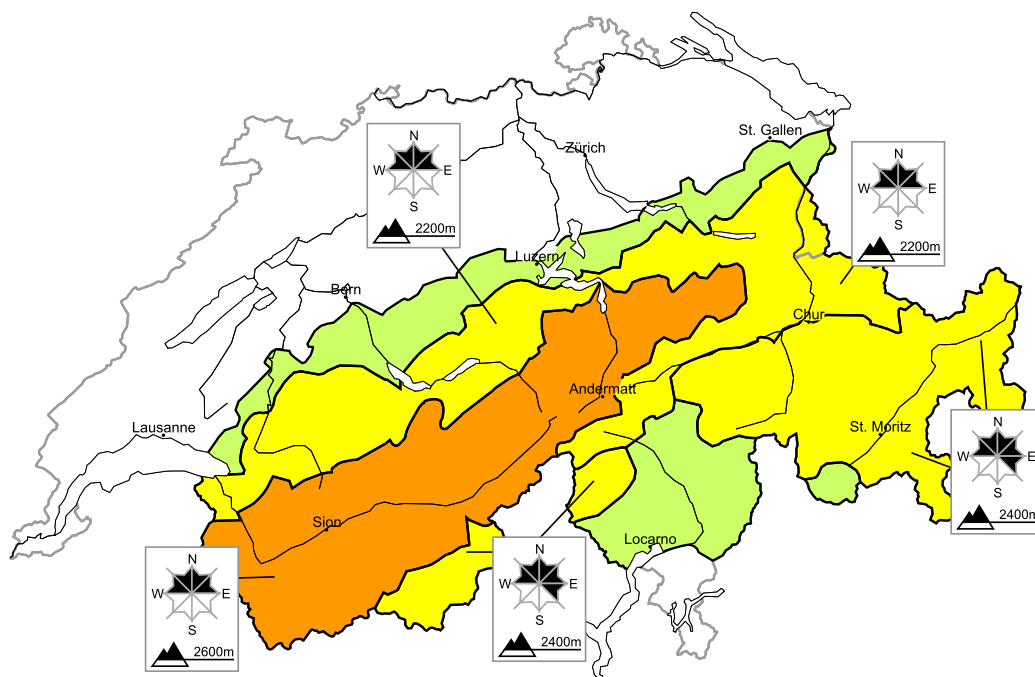 St. Gallen
N
W E
S
2200m
Zürich
N
W E
S
2200m
Luzern
Bern
Chur
Andermatt
Lausanne
St. Moritz
N
W E
S
2400m
Sion
Locarno
N
W E
S
2600m
N
W E
S
2400m